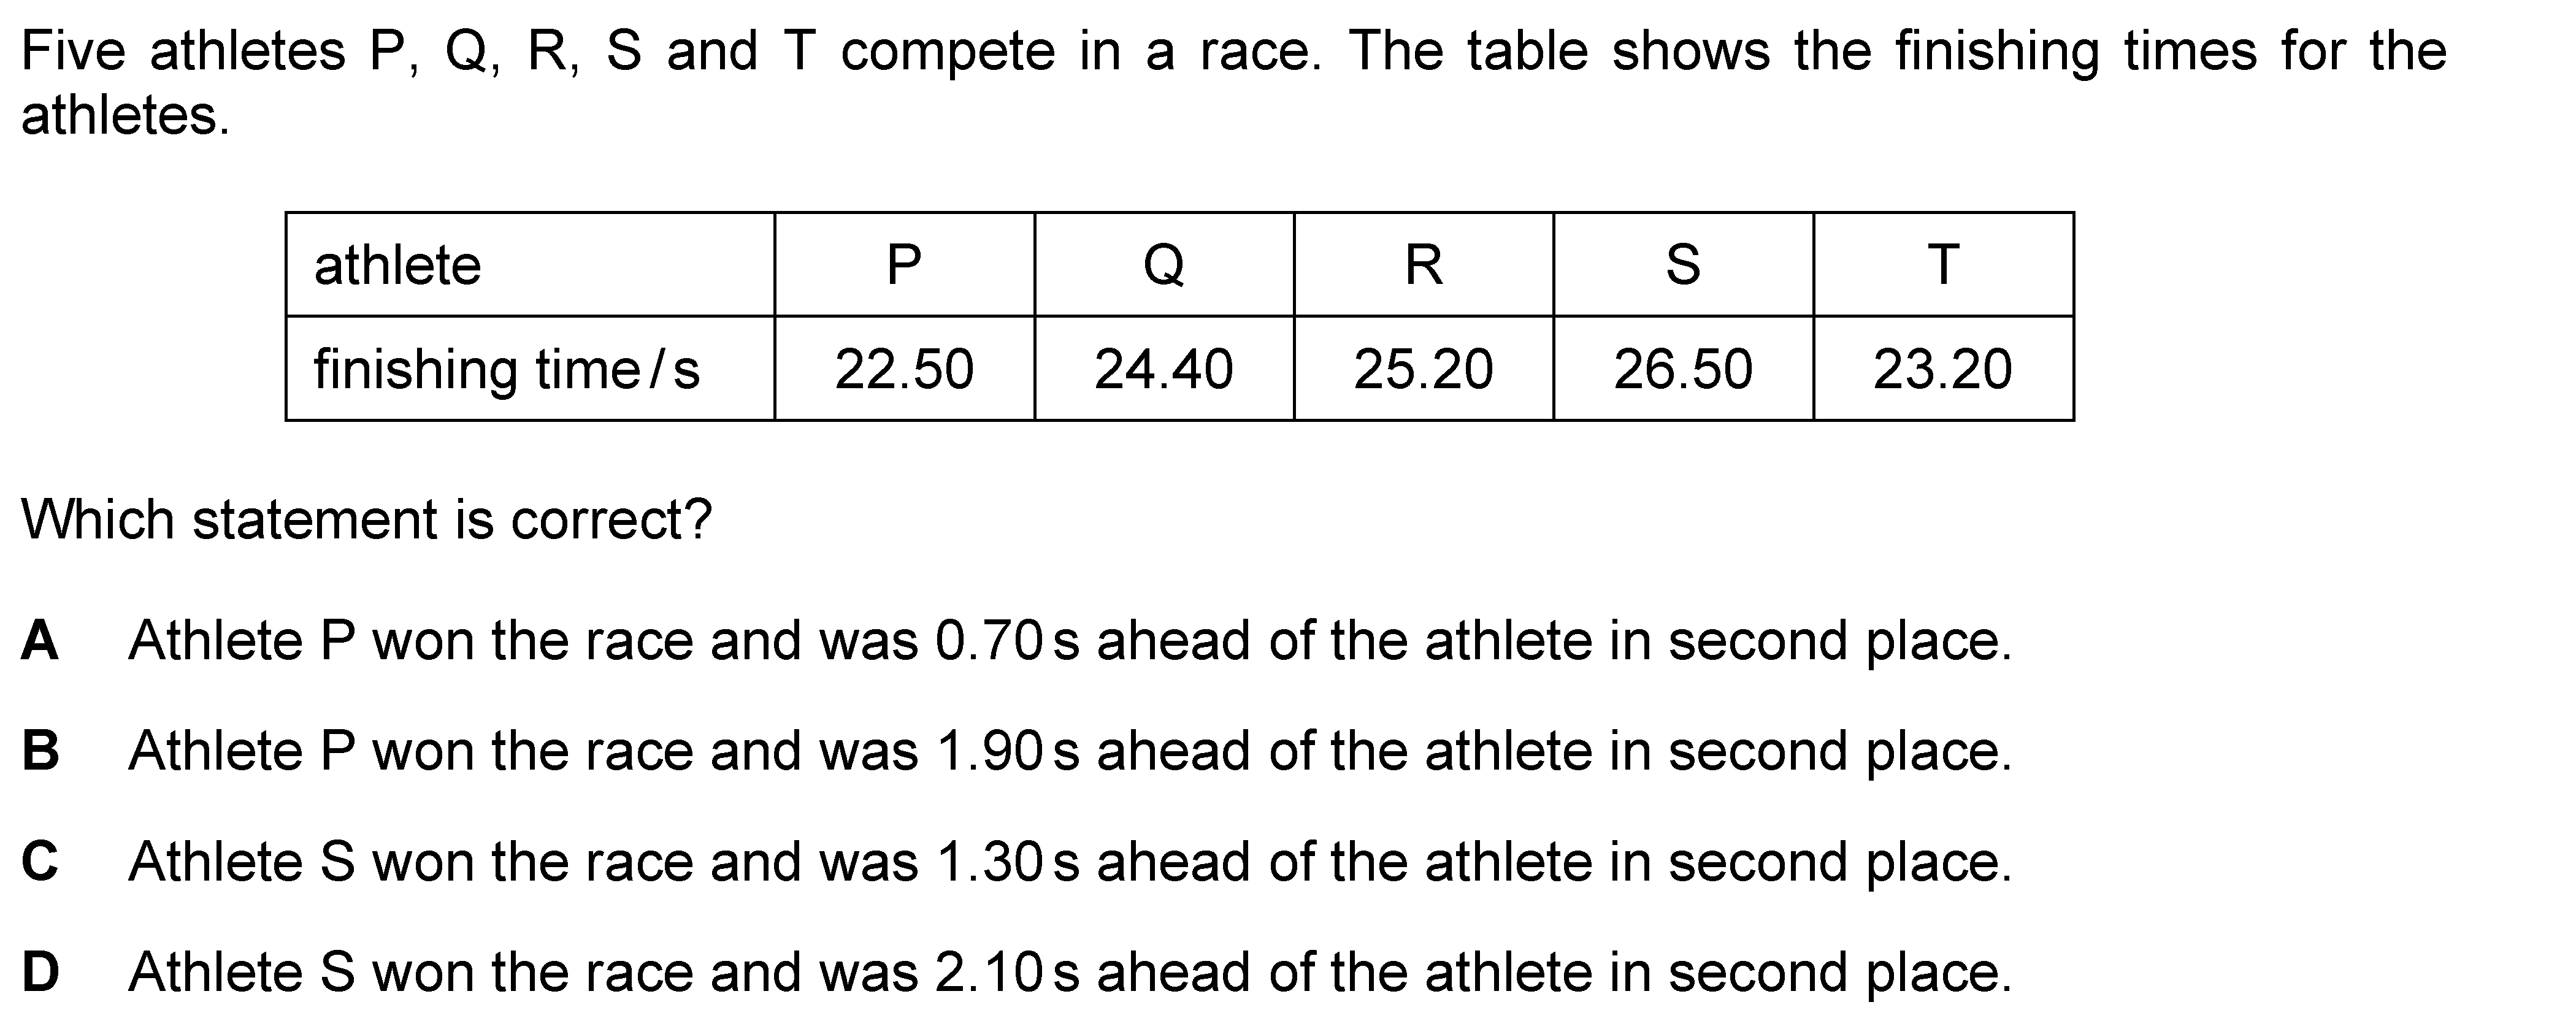 Five athletes P, Q, R, S and T compete in a race. The table shows the finishing times for the
athletes.
athlete P Q R S T
finishing time / s 22.50 24.40 25.20 26.50 23.20
Which statement is correct?
A Athlete P won the race and was 0.70 s ahead of the athlete in second place.
B Athlete P won the race and was 1.90 s ahead of the athlete in second place.
C Athlete S won the race and was 1.30 s ahead of the athlete in second place.
D Athlete S won the race and was 2.10 s ahead of the athlete in second place.